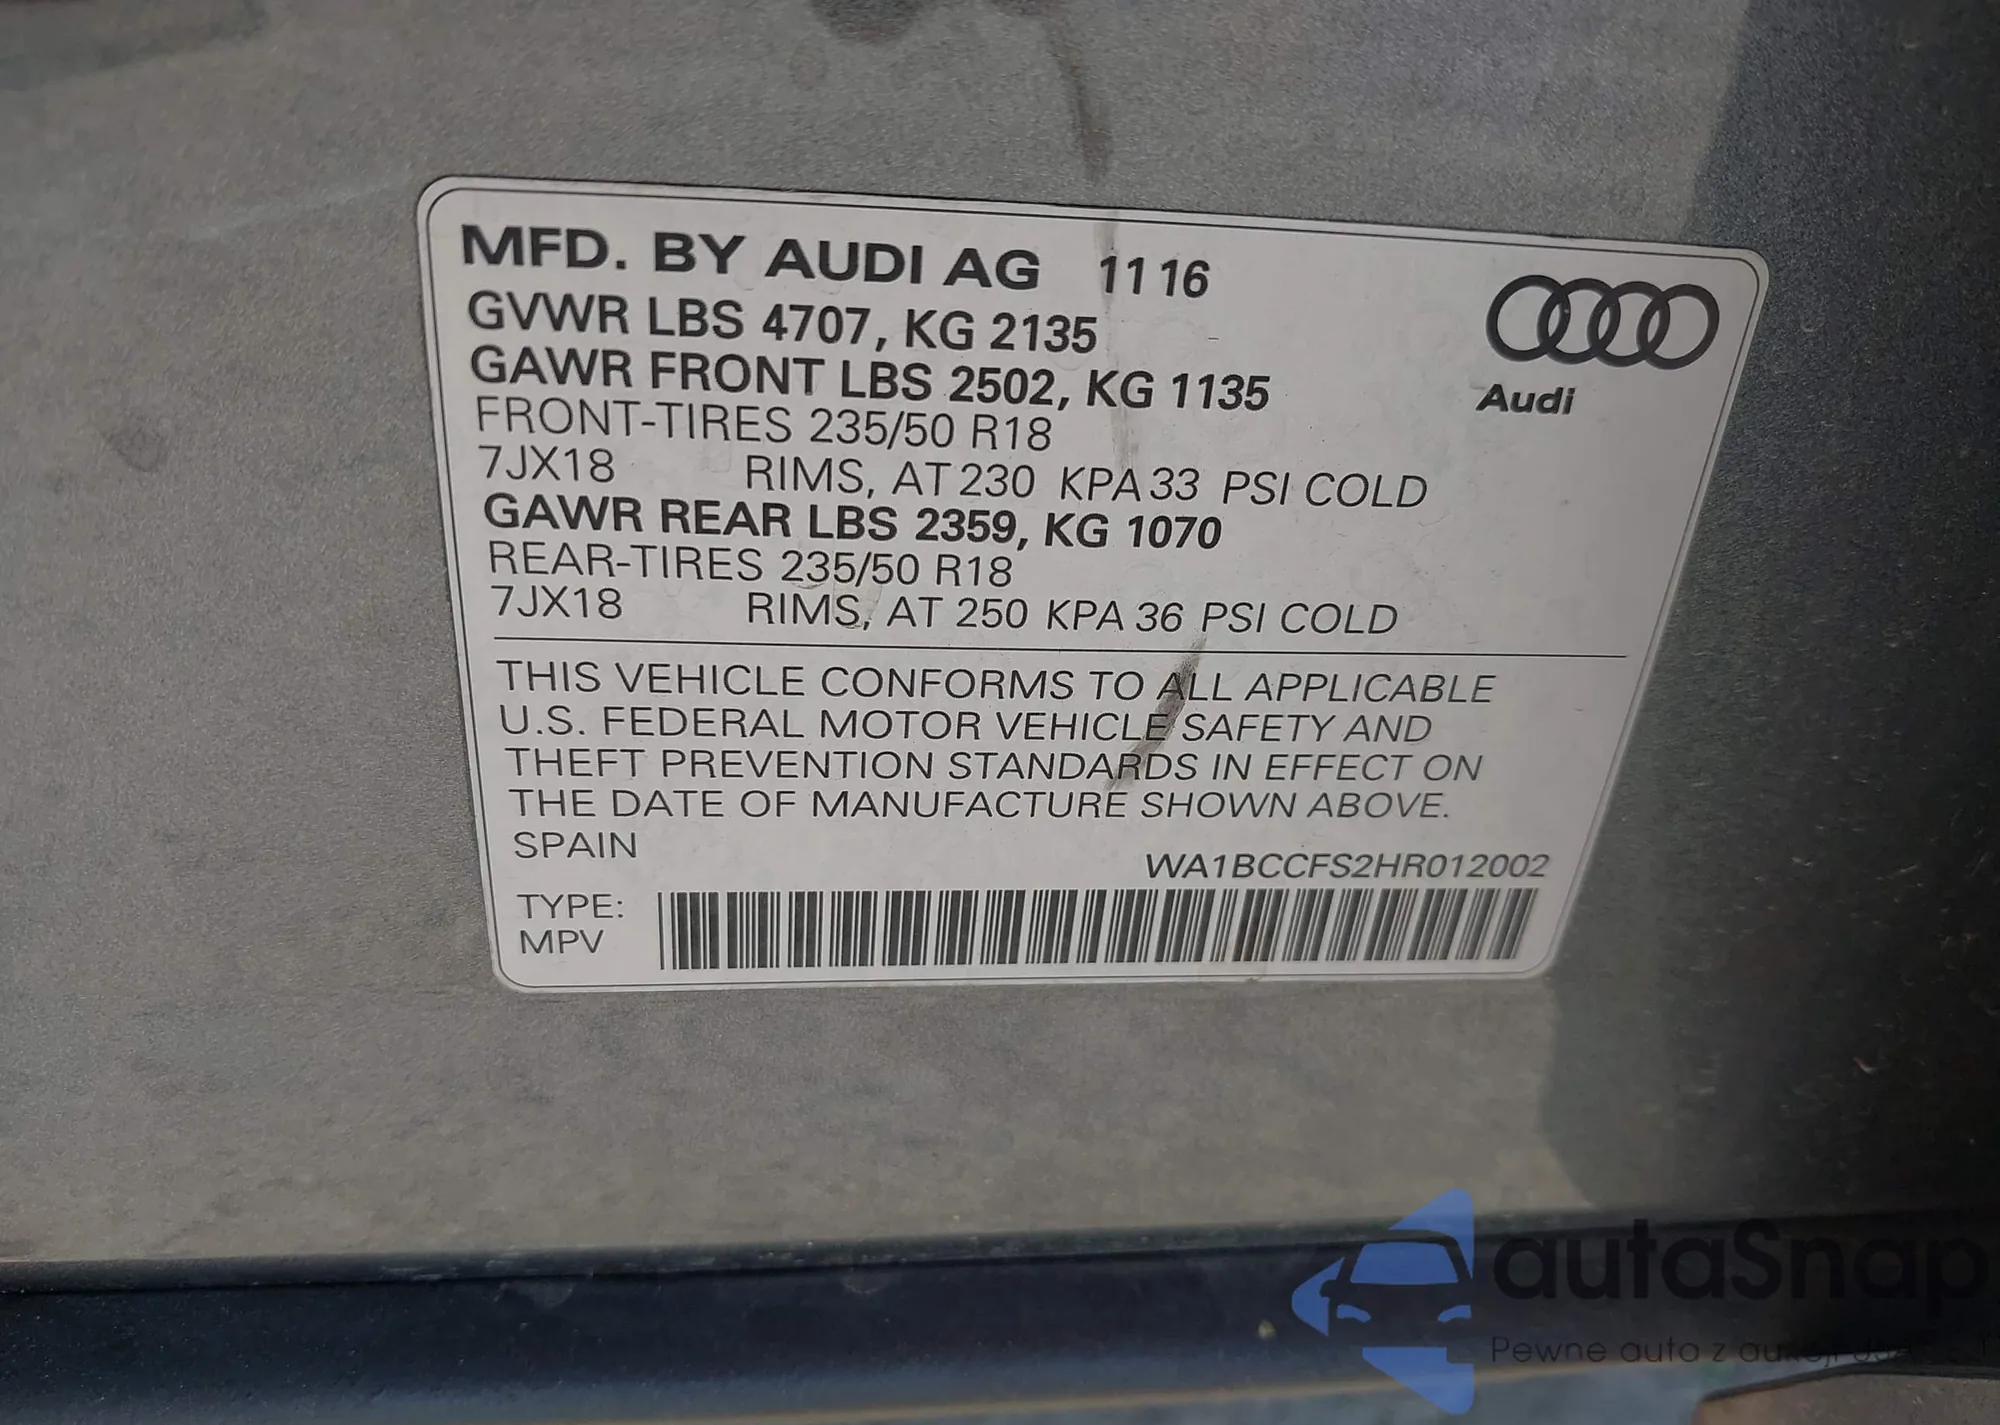 MFD. BY AUDI AG 11 16
GVWR LBS 4707, KG 2135
GAWR FRONT LBS 2502, KG 1135
FRONT-TIRES 235/50 R18
7JX18 RIMS, AT 230 KPA 33 PSI COLD
GAWR REAR LBS 2359, KG 1070
REAR-TIRES 235/50 R18
7JX18 RIMS, AT 250 KPA 36 PSI COLD
Audi
THIS VEHICLE CONFORMS TO ALL APPLICABLE
U.S. FEDERAL MOTOR VEHICLE SAFETY AND
THEFT PREVENTION STANDARDS IN EFFECT ON
THE DATE OF MANUFACTURE SHOWN ABOVE.
SPAIN
WA1BCCFS2HR012002
TYPE:
MPV
autaSnap
Pewne auto z aukcji